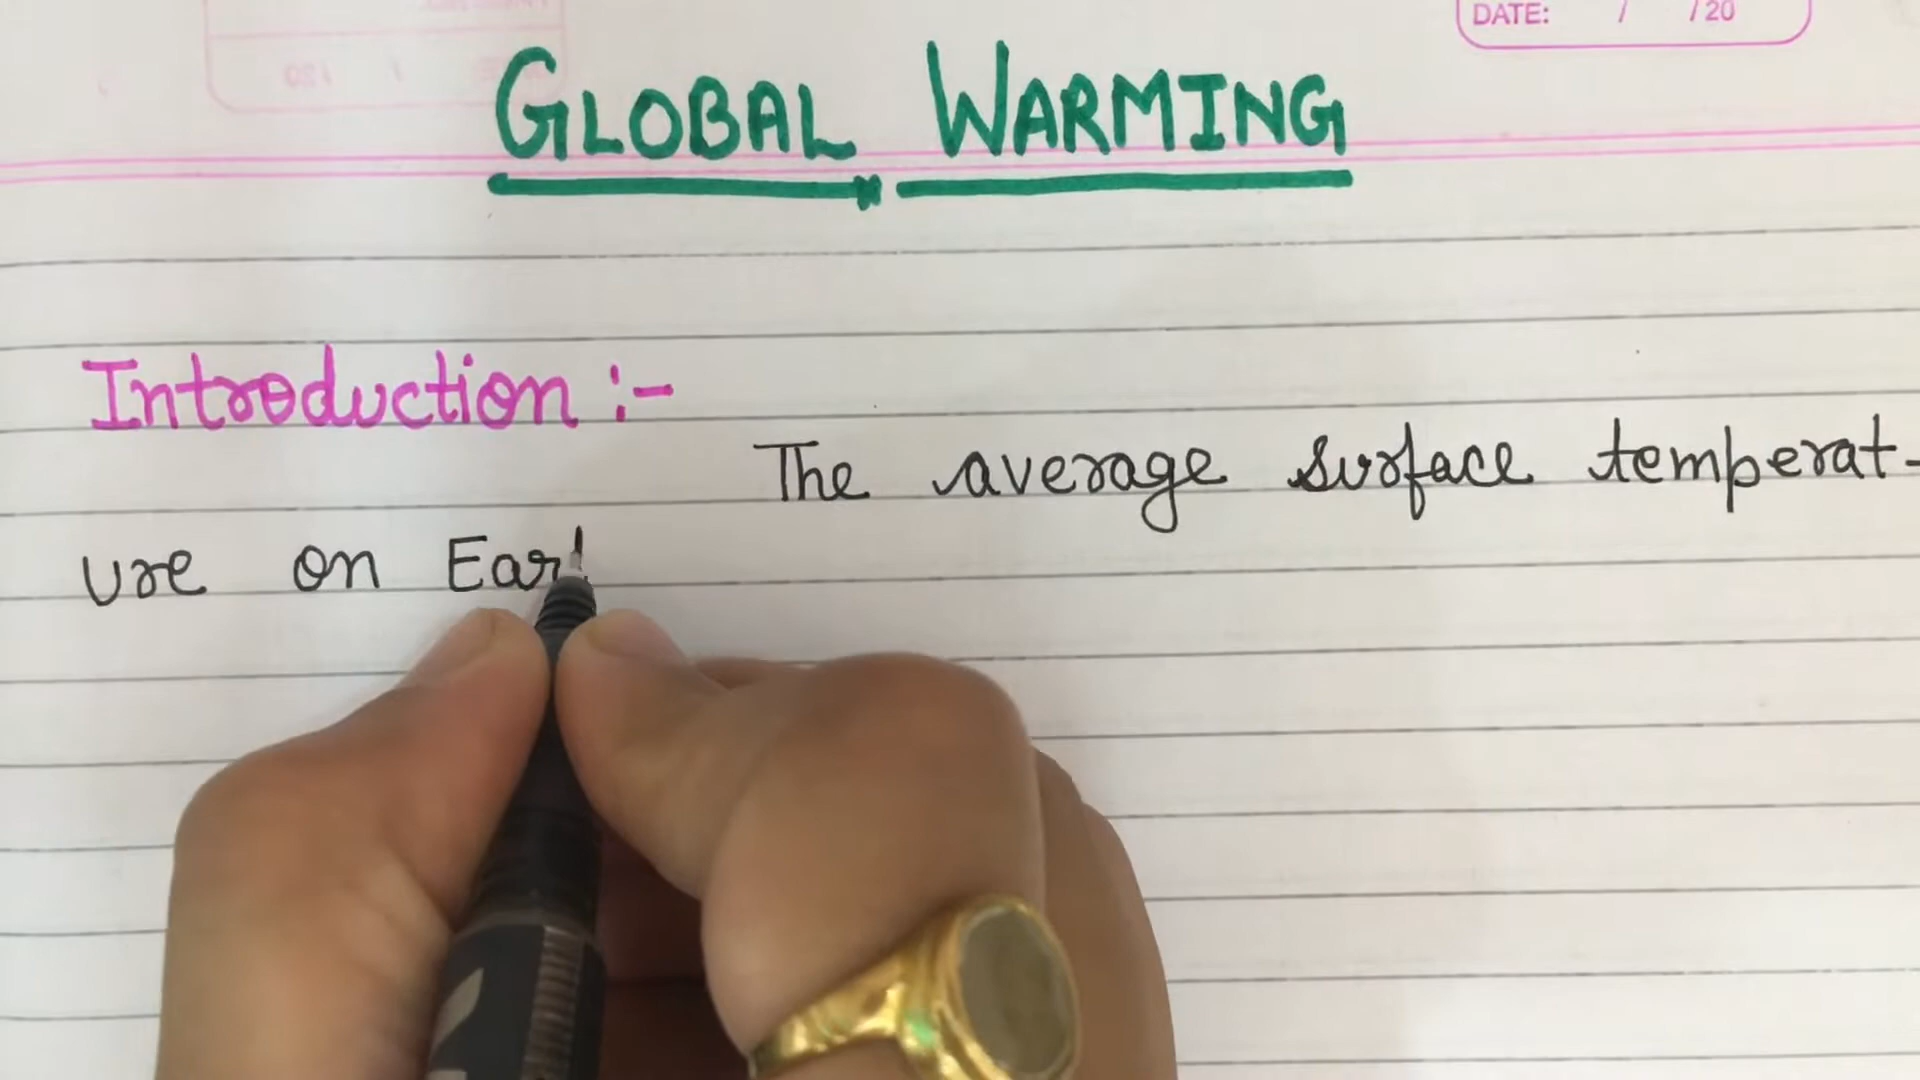 DATE: / /20
GLOBAL WARMING
Introduction :-
The average surface temperat-
ure on Ear